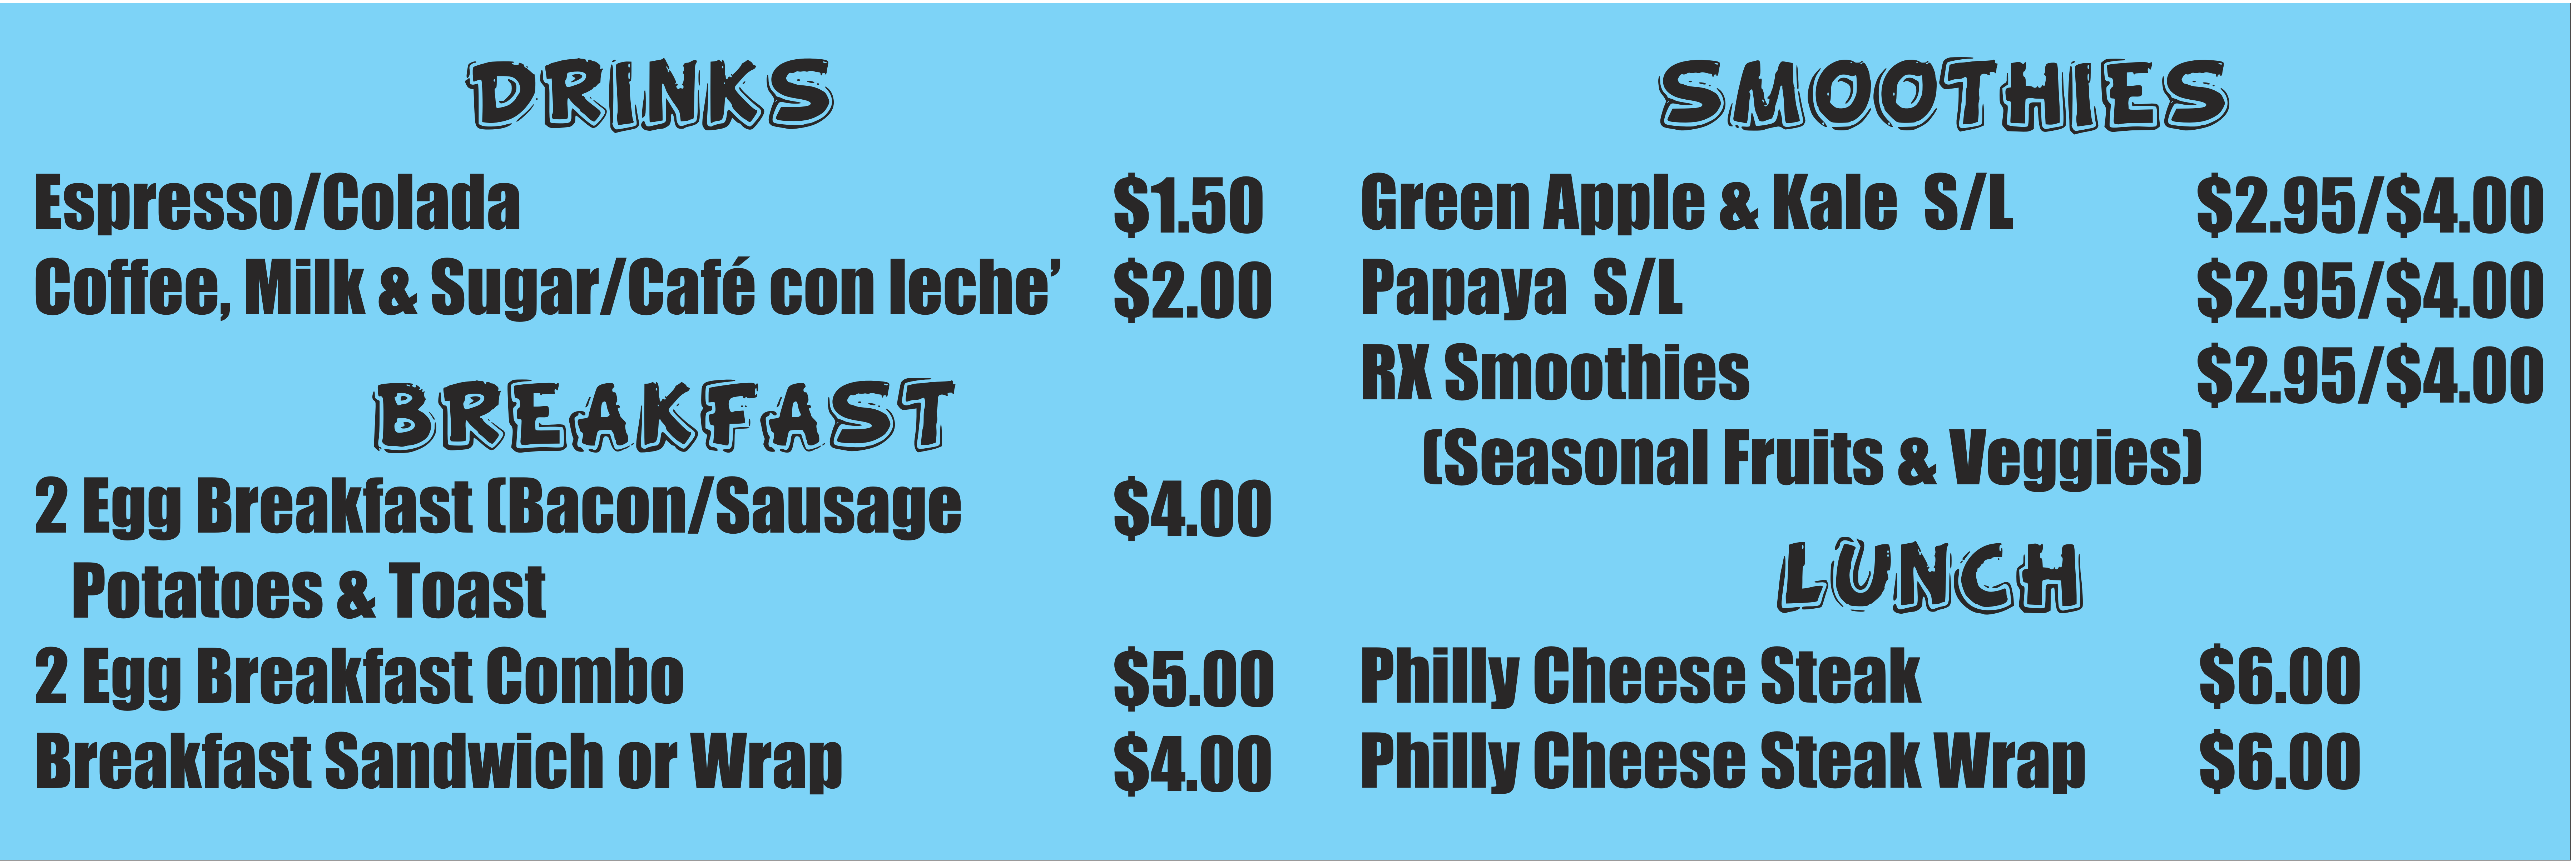 DRINKS
Espresso/Colada $1.50
Coffee, Milk & Sugar/Café con leche’ $2.00
BREAKFAST
2 Egg Breakfast (Bacon/Sausage $4.00
Potatoes & Toast
2 Egg Breakfast Combo $5.00
Breakfast Sandwich or Wrap $4.00
SMOOTHIES
Green Apple & Kale S/L $2.95/$4.00
Papaya S/L $2.95/$4.00
RX Smoothies $2.95/$4.00
(Seasonal Fruits & Veggies)
LUNCH
Philly Cheese Steak $6.00
Philly Cheese Steak Wrap $6.00